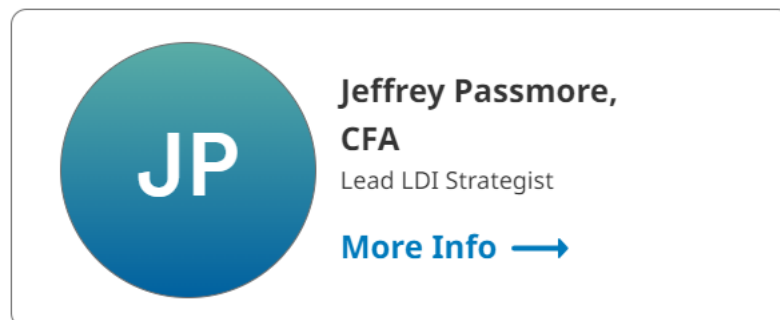 JP
Jeffrey Passmore,
CFA
Lead LDI Strategist
More Info